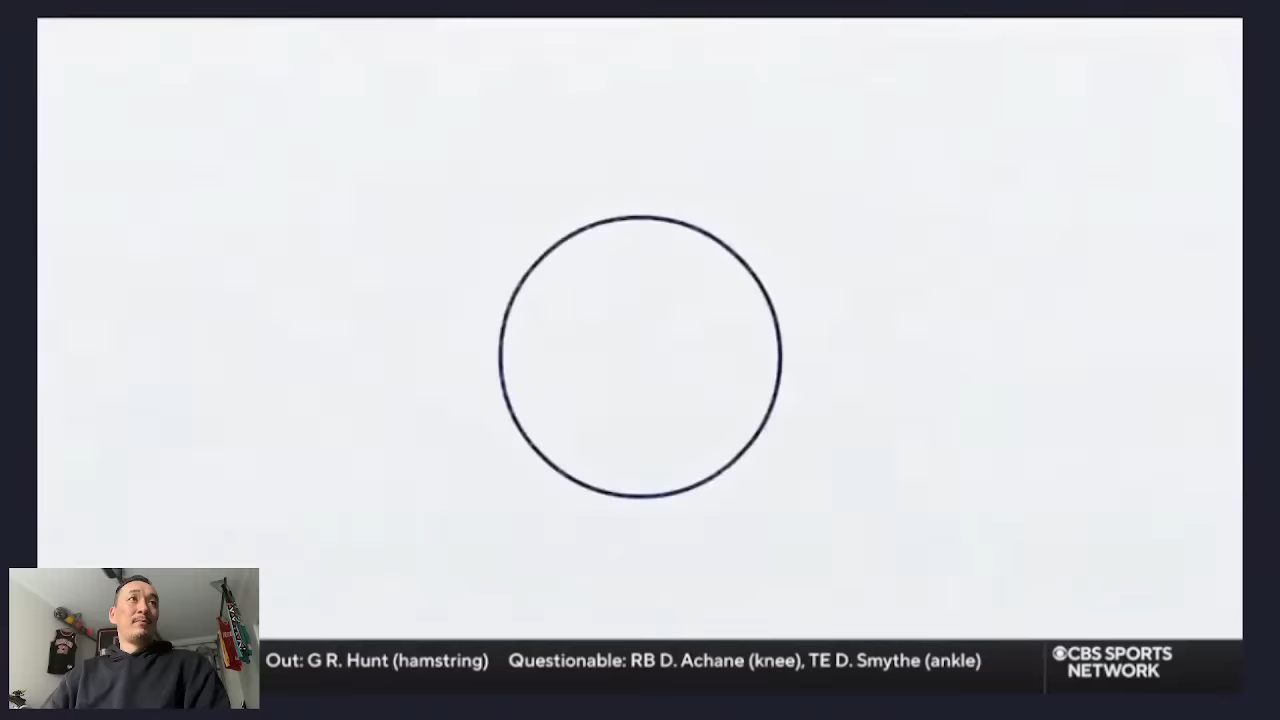 Out: G R. Hunt (hamstring) Questionable: RB D. Achane (knee), TE D. Smythe (ankle)
CBS SPORTS
NETWORK